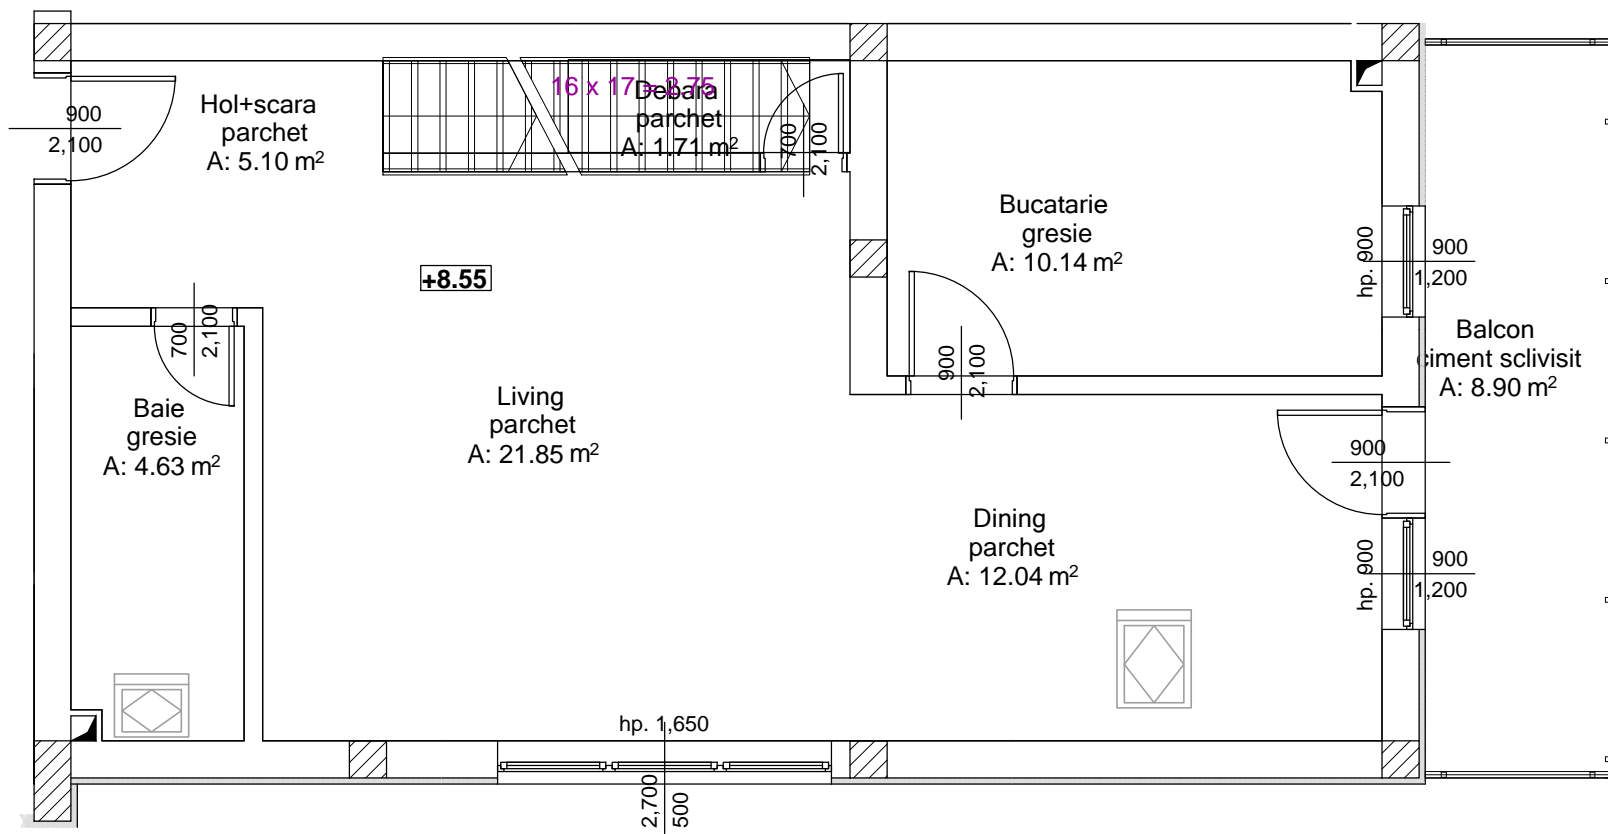 900
2,100
Hol+scara
parchet
A: 5.10 m²
16 x 17 = 2.75
Debara
parchet
A: 1.71 m²
700
2,100
Bucatarie
gresie
A: 10.14 m²
hp. 900
900
1,200
+8.55
700
2,100
900
2,100
Balcon
ciment sclivisit
A: 8.90 m²
Baie
gresie
A: 4.63 m²
Living
parchet
A: 21.85 m²
900
2,100
Dining
parchet
A: 12.04 m²
hp. 900
900
1,200
hp. 1,650
2,700
500